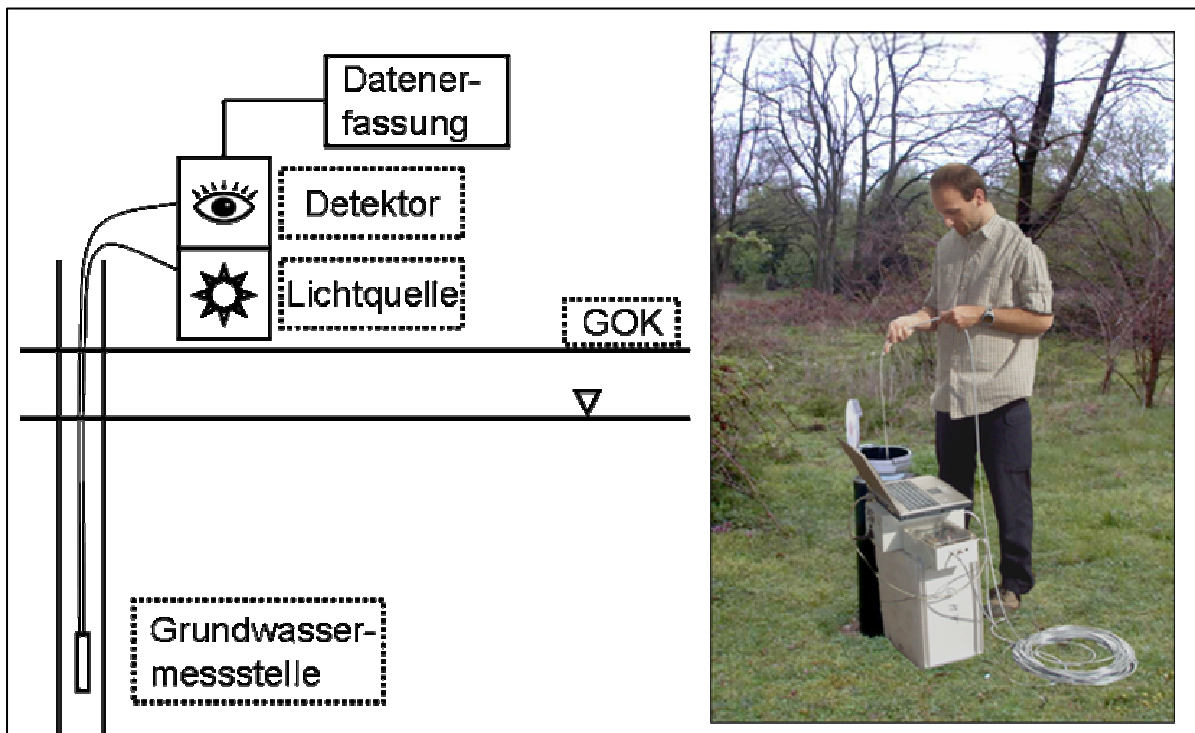 Datener-
fassung
Detektor
Lichtquelle
GOK
Grundwasser-
messstelle